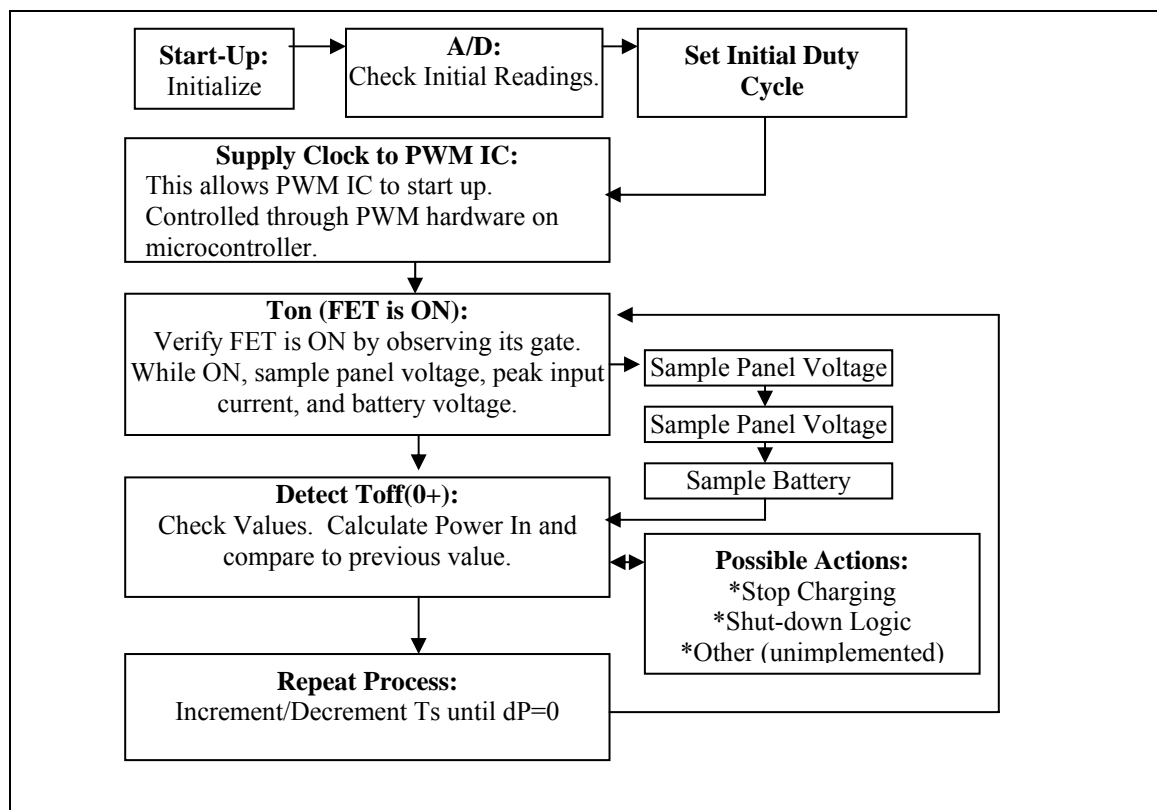 Start-Up:
Initialize
A/D:
Check Initial Readings.
Set Initial Duty
Cycle
Supply Clock to PWM IC:
This allows PWM IC to start up.
Controlled through PWM hardware on
microcontroller.
Ton (FET is ON):
Verify FET is ON by observing its gate.
While ON, sample panel voltage, peak input
current, and battery voltage.
Sample Panel Voltage
Sample Panel Voltage
Sample Battery
Detect Toff(0+):
Check Values.  Calculate Power In and
compare to previous value.
Possible Actions:
*Stop Charging
*Shut-down Logic
*Other (unimplemented)
Repeat Process:
Increment/Decrement Ts until dP=0